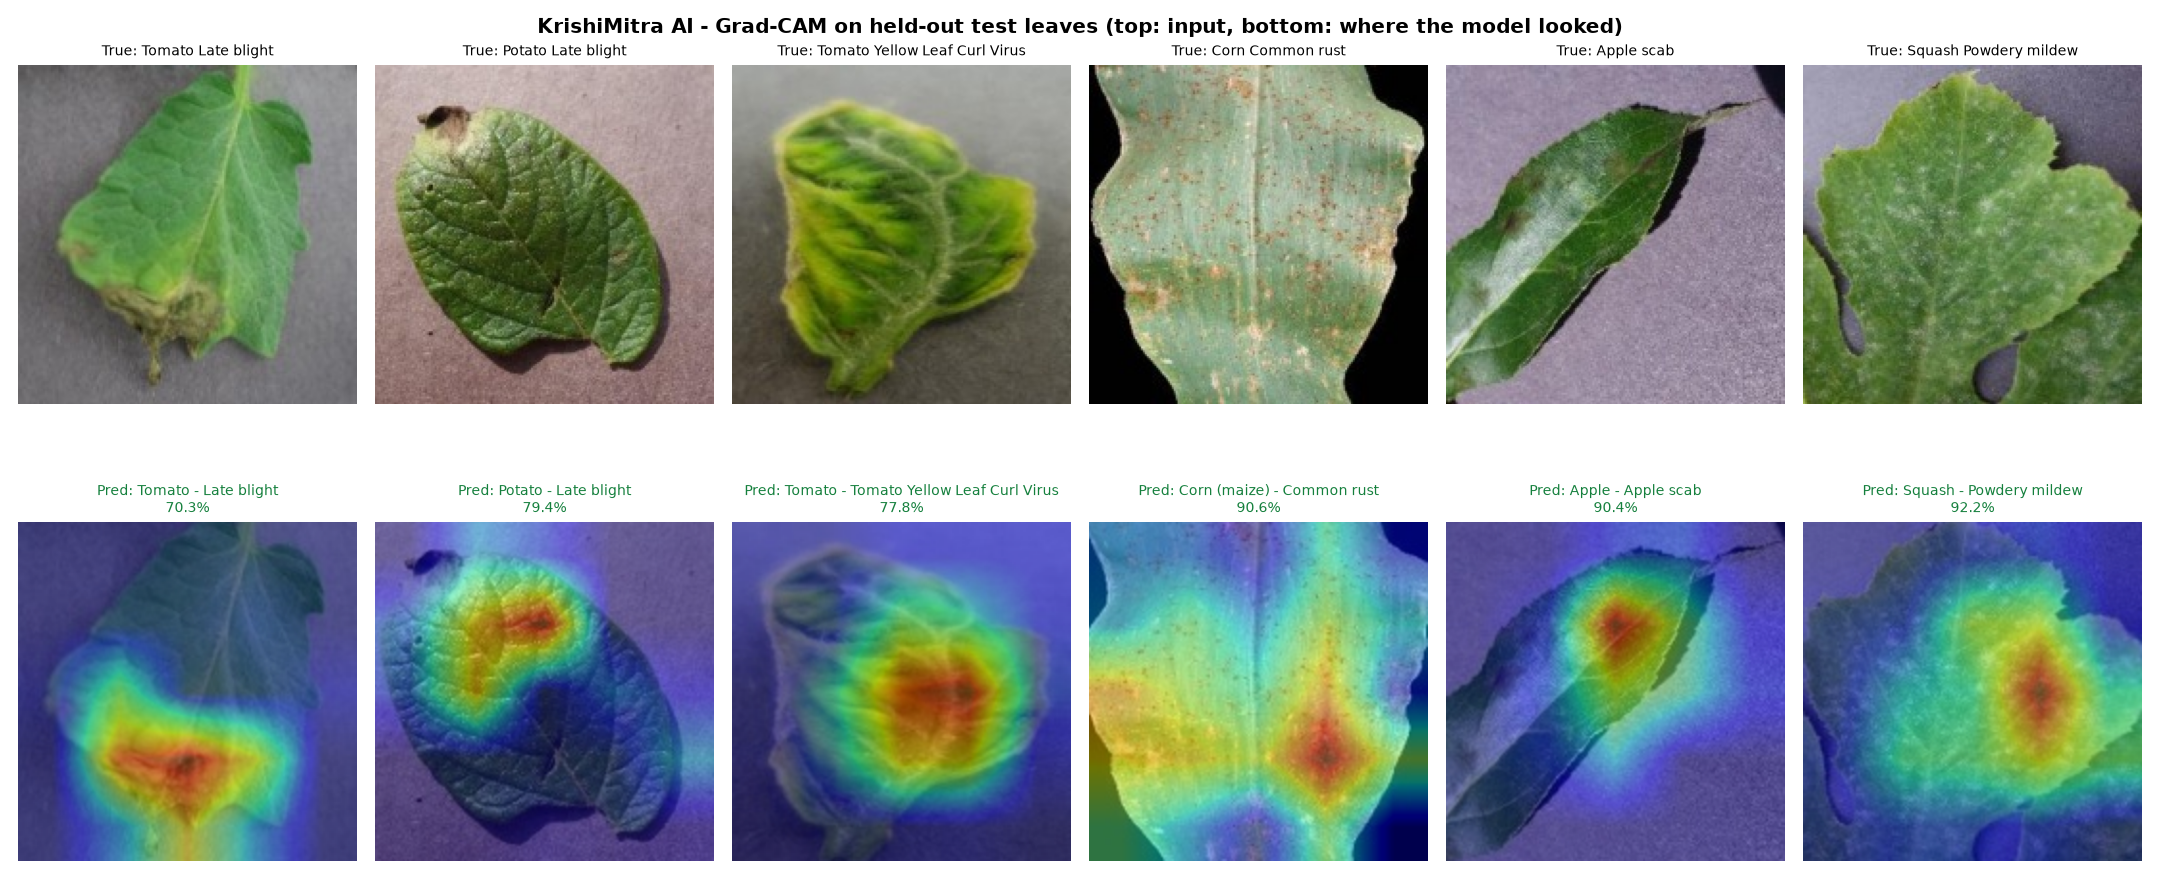 KrishiMitra AI - Grad-CAM on held-out test leaves (top: input, bottom: where the model looked)
True: Tomato Late blight
True: Potato Late blight
True: Tomato Yellow Leaf Curl Virus
True: Corn Common rust
True: Apple scab
True: Squash Powdery mildew
Pred: Tomato - Late blight
70.3%
Pred: Potato - Late blight
79.4%
Pred: Tomato - Tomato Yellow Leaf Curl Virus
77.8%
Pred: Corn (maize) - Common rust
90.6%
Pred: Apple - Apple scab
90.4%
Pred: Squash - Powdery mildew
92.2%